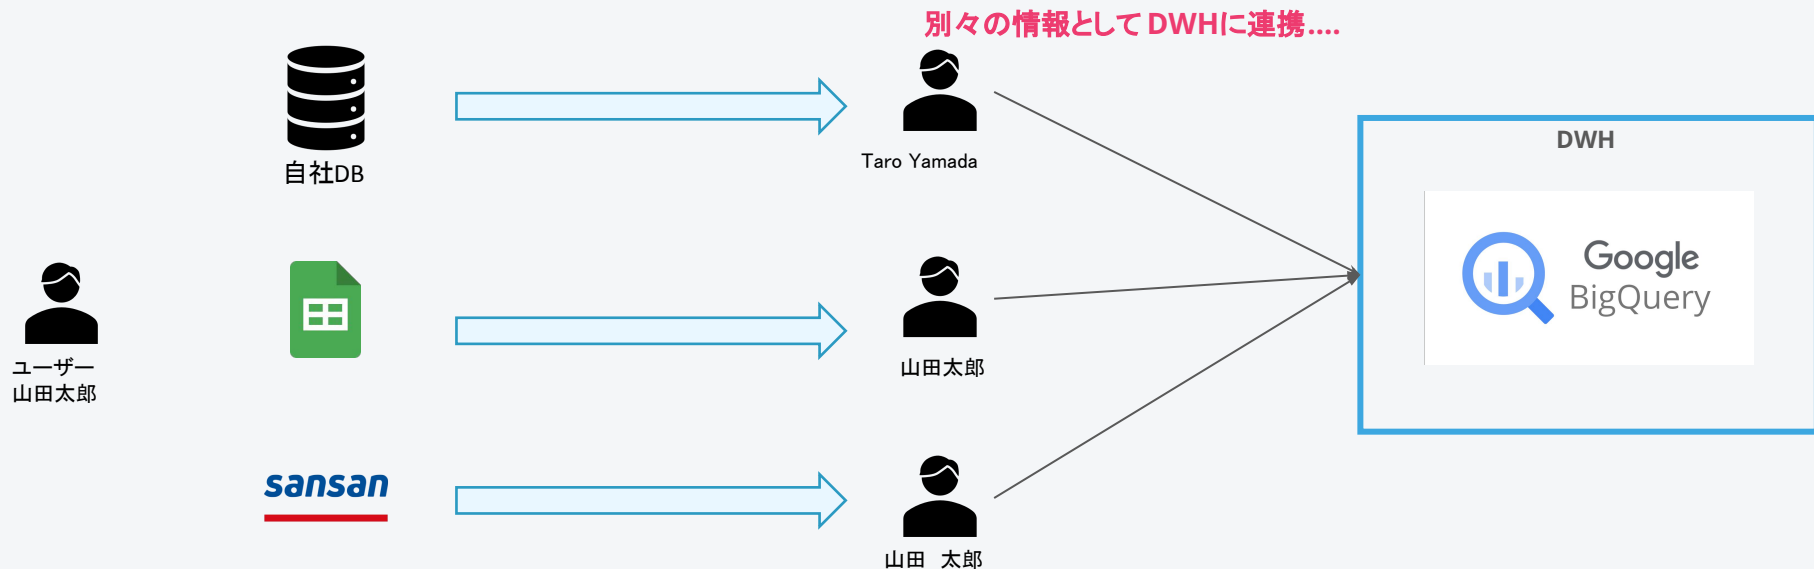 別々の情報として DWHに連携....
自社DB
Taro Yamada
DWH
Google
BigQuery
ユーザー
山田太郎
山田太郎
sansan
山田　太郎